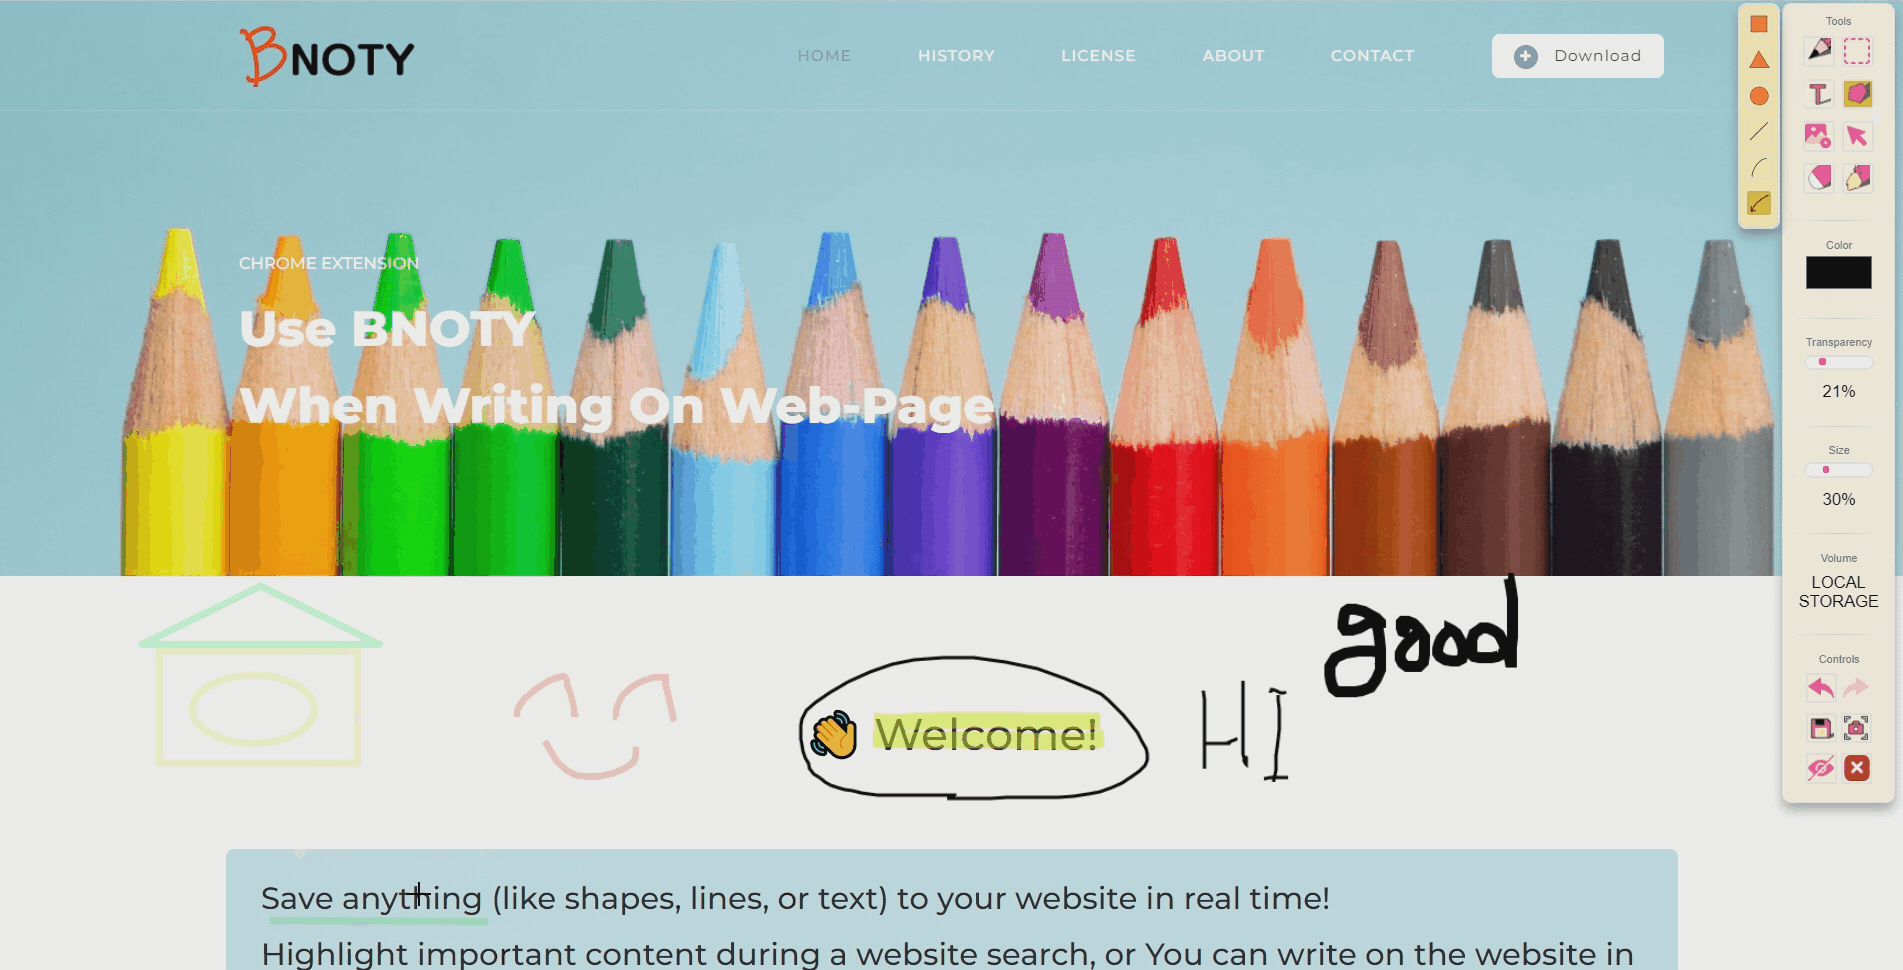 BNOTY
HOME HISTORY LICENSE ABOUT CONTACT Download
CHROME EXTENSION
Use BNOTY
When Writing On Web-Page
good
Welcome! HI
Save anything (like shapes, lines, or text) to your website in real time!
Highlight important content during a website search, or You can write on the website in
Tools
T
Color
Transparency
21%
Size
30%
Volume
LOCAL
STORAGE
Controls